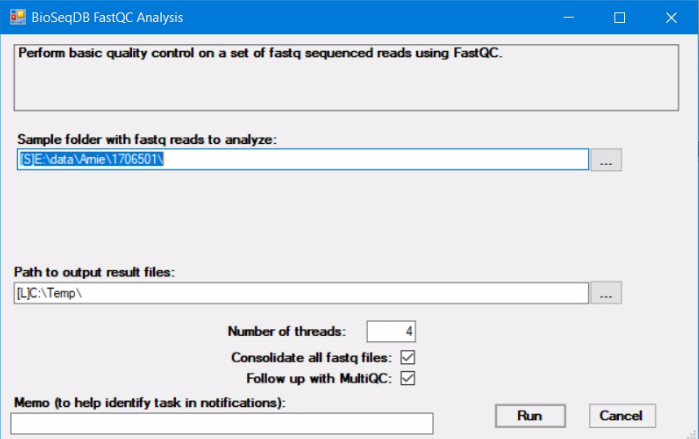 BioSeqDB FastQC Analysis
Perform basic quality control on a set of fastq sequenced reads using FastQC.
Sample folder with fastq reads to analyze:
[S]E:\data\Amie\1706501\
...
Path to output result files:
[L]C:\Temp\
...
Number of threads: 4
Consolidate all fastq files:
Follow up with MultiQC:
Memo (to help identify task in notifications):
Run Cancel